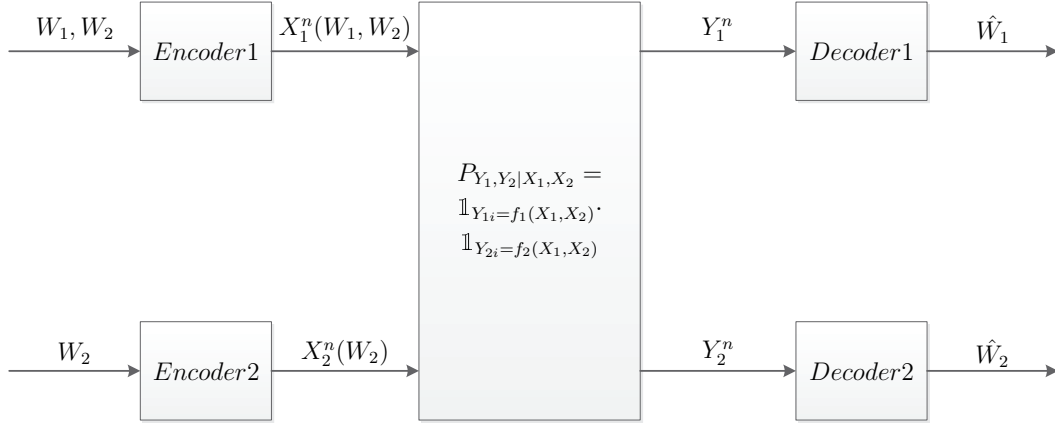 W_1, W_2
Encoder1
X_1^n(W_1, W_2)
Y_1^n
Decoder1
Ŵ_1
P_{Y_1,Y_2|X_1,X_2} =
𝟙_{Y_{1i}=f_1(X_1,X_2)}·
𝟙_{Y_{2i}=f_2(X_1,X_2)}
W_2
Encoder2
X_2^n(W_2)
Y_2^n
Decoder2
Ŵ_2